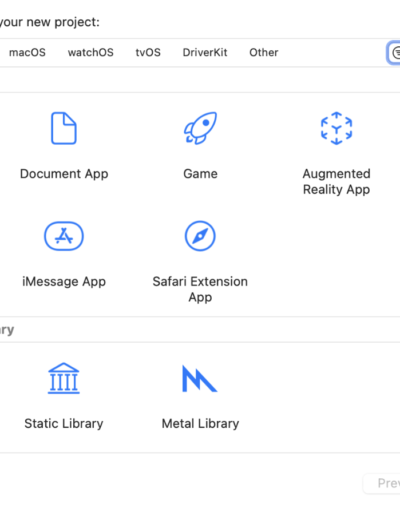 your new project:
macOS watchOS tvOS DriverKit Other
Document App Game Augmented
Reality App
iMessage App Safari Extension
App
ary
Static Library Metal Library
Prev